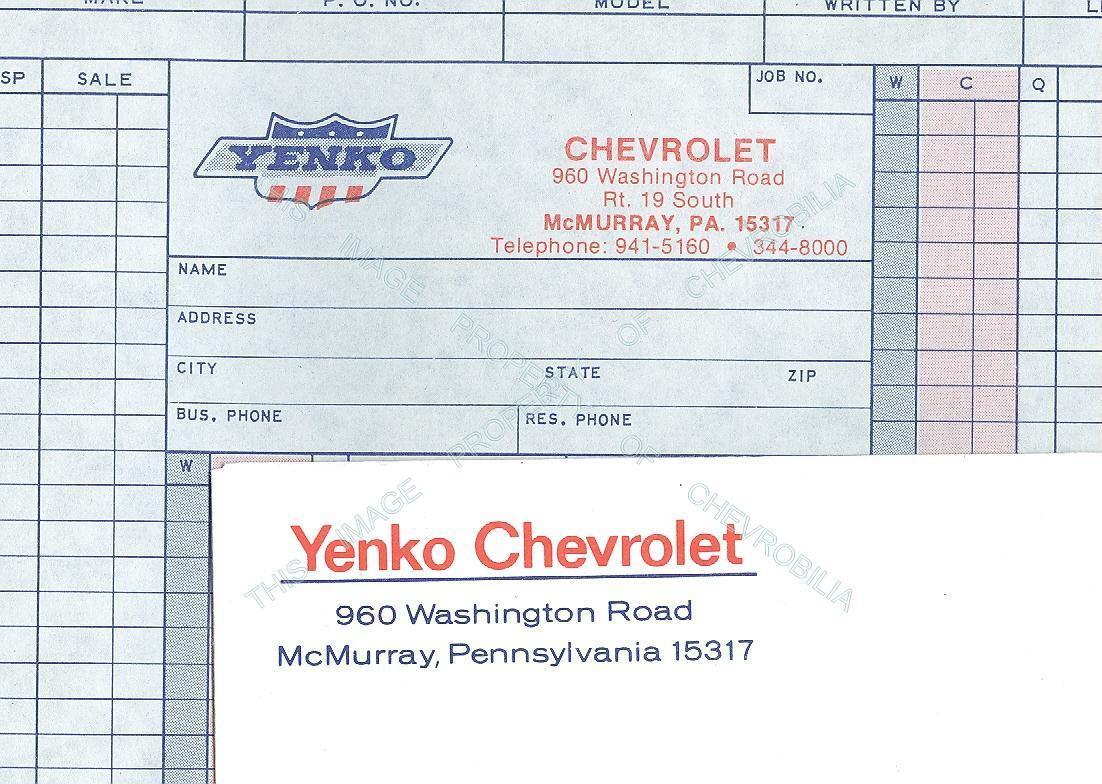 MAKE P. O. NO. MODEL WRITTEN BY
SP SALE JOB NO. W C Q
YENKO
CHEVROLET
960 Washington Road
Rt. 19 South
McMURRAY, PA. 15317
Telephone: 941-5160 • 344-8000
NAME
ADDRESS
CITY STATE ZIP
BUS. PHONE RES. PHONE
W
Yenko Chevrolet
960 Washington Road
McMurray, Pennsylvania 15317
THIS IMAGE PROPERTY OF CHEVROBILIA
THIS IMAGE PROPERTY OF CHEVROBILIA